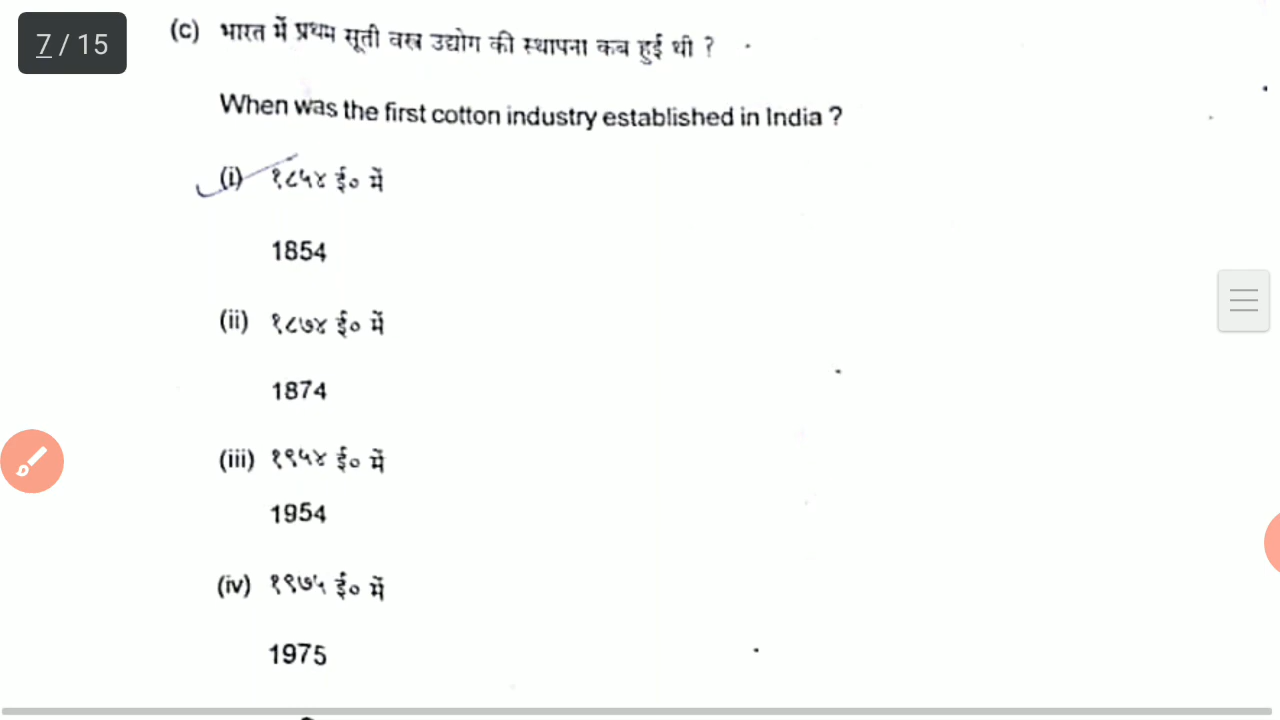 7 / 15
(c) भारत में प्रथम सूती वस्त्र उद्योग की स्थापना कब हुई थी ?
When was the first cotton industry established in India ?
(i) १८५४ ई० में
1854
(ii) १८७४ ई० में
1874
(iii) १९५४ ई० में
1954
(iv) १९७५ ई० में
1975